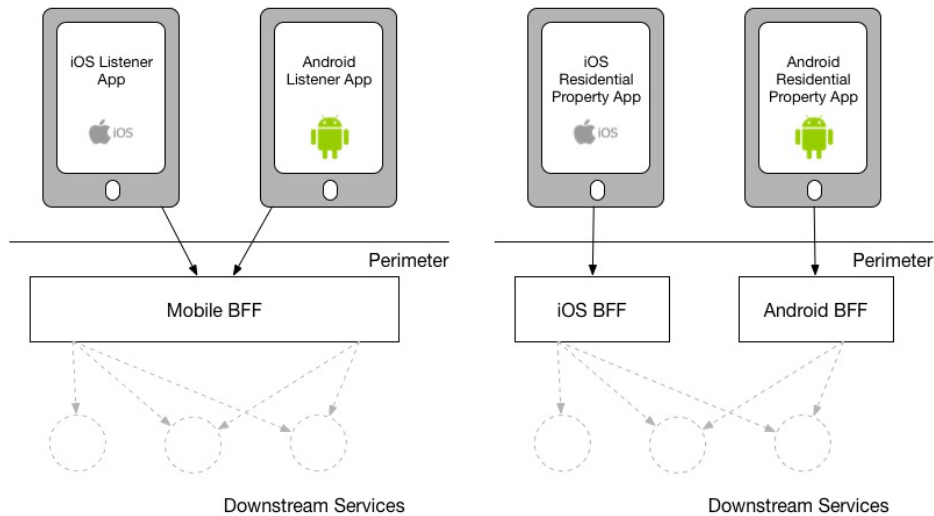 iOS Listener
App
iOS
Android
Listener App
Perimeter
Mobile BFF
Downstream Services
iOS
Residential
Property App
iOS
Android
Residential
Property App
Perimeter
iOS BFF
Android BFF
Downstream Services